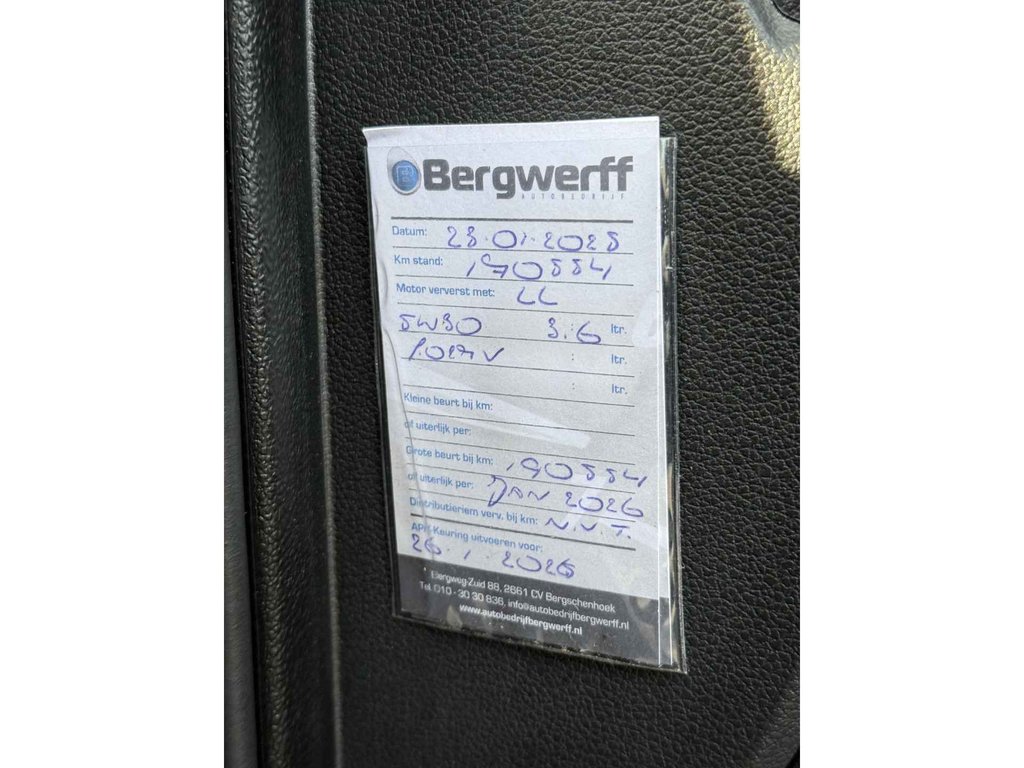 B Bergwerff
AUTOBEDRIJF
Datum: 23.01.2025
Km stand: 190554
Motor ververst met: LL
5W30 3:6 ltr.
: ltr.
: ltr.
Kleine beurt bij km:
of uiterlijk per:
Grote beurt bij km: 190554
of uiterlijk per: Jan 2026
Distributieriem verv. bij km: N.V.T.
APK Keuring uitvoeren voor:
26.1.2026
Bergweg-Zuid 88, 2661 CV Bergschenhoek
Tel. 010 - 30 30 836, info@autobedrijfbergwerff.nl
www.autobedrijfbergwerff.nl